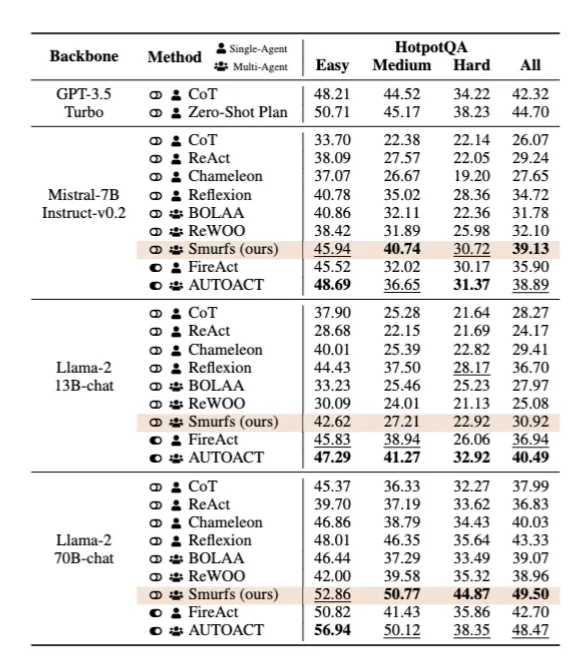 Backbone Method Single-Agent Multi-Agent HotpotQA
Easy Medium Hard All
GPT-3.5 Turbo
CoT 48.21 44.52 34.22 42.32
Zero-Shot Plan 50.71 45.17 38.23 44.70
Mistral-7B Instruct-v0.2
CoT 33.70 22.38 22.14 26.07
ReAct 38.09 27.57 22.05 29.24
Chameleon 37.07 26.67 19.20 27.65
Reflexion 40.78 35.02 28.36 34.72
BOLAA 40.86 32.11 22.36 31.78
ReWOO 38.42 31.89 25.98 32.10
Smurfs (ours) 45.94 40.74 30.72 39.13
FireAct 45.52 32.02 30.17 35.90
AUTOACT 48.69 36.65 31.37 38.89
Llama-2 13B-chat
CoT 37.90 25.28 21.64 28.27
ReAct 28.68 22.15 21.69 24.17
Chameleon 40.01 25.39 22.82 29.41
Reflexion 44.43 37.50 28.17 36.70
BOLAA 33.23 25.46 25.23 27.97
ReWOO 30.09 24.01 21.13 25.08
Smurfs (ours) 42.62 27.21 22.92 30.92
FireAct 45.83 38.94 26.06 36.94
AUTOACT 47.29 41.27 32.92 40.49
Llama-2 70B-chat
CoT 45.37 36.33 32.27 37.99
ReAct 39.70 37.19 33.62 36.83
Chameleon 46.86 38.79 34.43 40.03
Reflexion 48.01 46.35 35.64 43.33
BOLAA 46.44 37.29 33.49 39.07
ReWOO 42.00 39.58 35.32 38.96
Smurfs (ours) 52.86 50.77 44.87 49.50
FireAct 50.82 41.43 35.86 42.70
AUTOACT 56.94 50.12 38.35 48.47